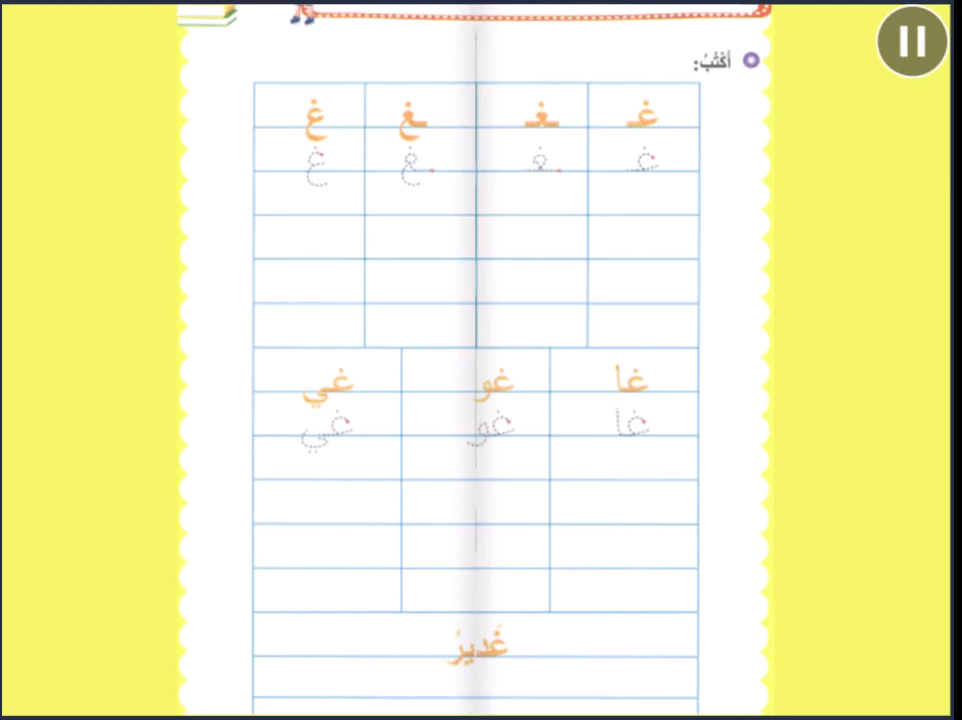 أَكْتُبُ:
غـ ـغـ ـغ غ
غـ ـغـ ـغ غ
غا غو غي
غا غو غي
غَديرُ